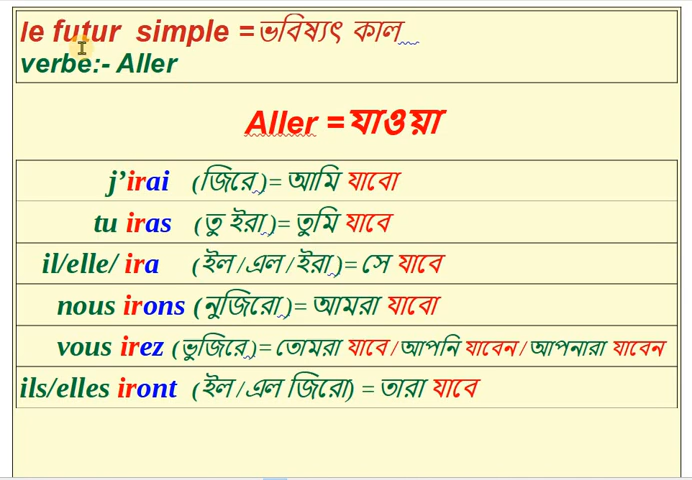 le futur simple =ভবিষ্যৎ কাল
verbe:- Aller
Aller =যাওয়া
j’irai (জিরে)= আমি যাবো
tu iras (তু ইরা)= তুমি যাবে
il/elle/ ira (ইল /এল /ইরা)= সে যাবে
nous irons (নুজিরো)= আমরা যাবো
vous irez (ভুজিরে)= তোমরা যাবে /আপনি যাবেন /আপনারা যাবেন
ils/elles iront (ইল /এল জিরো) = তারা যাবে